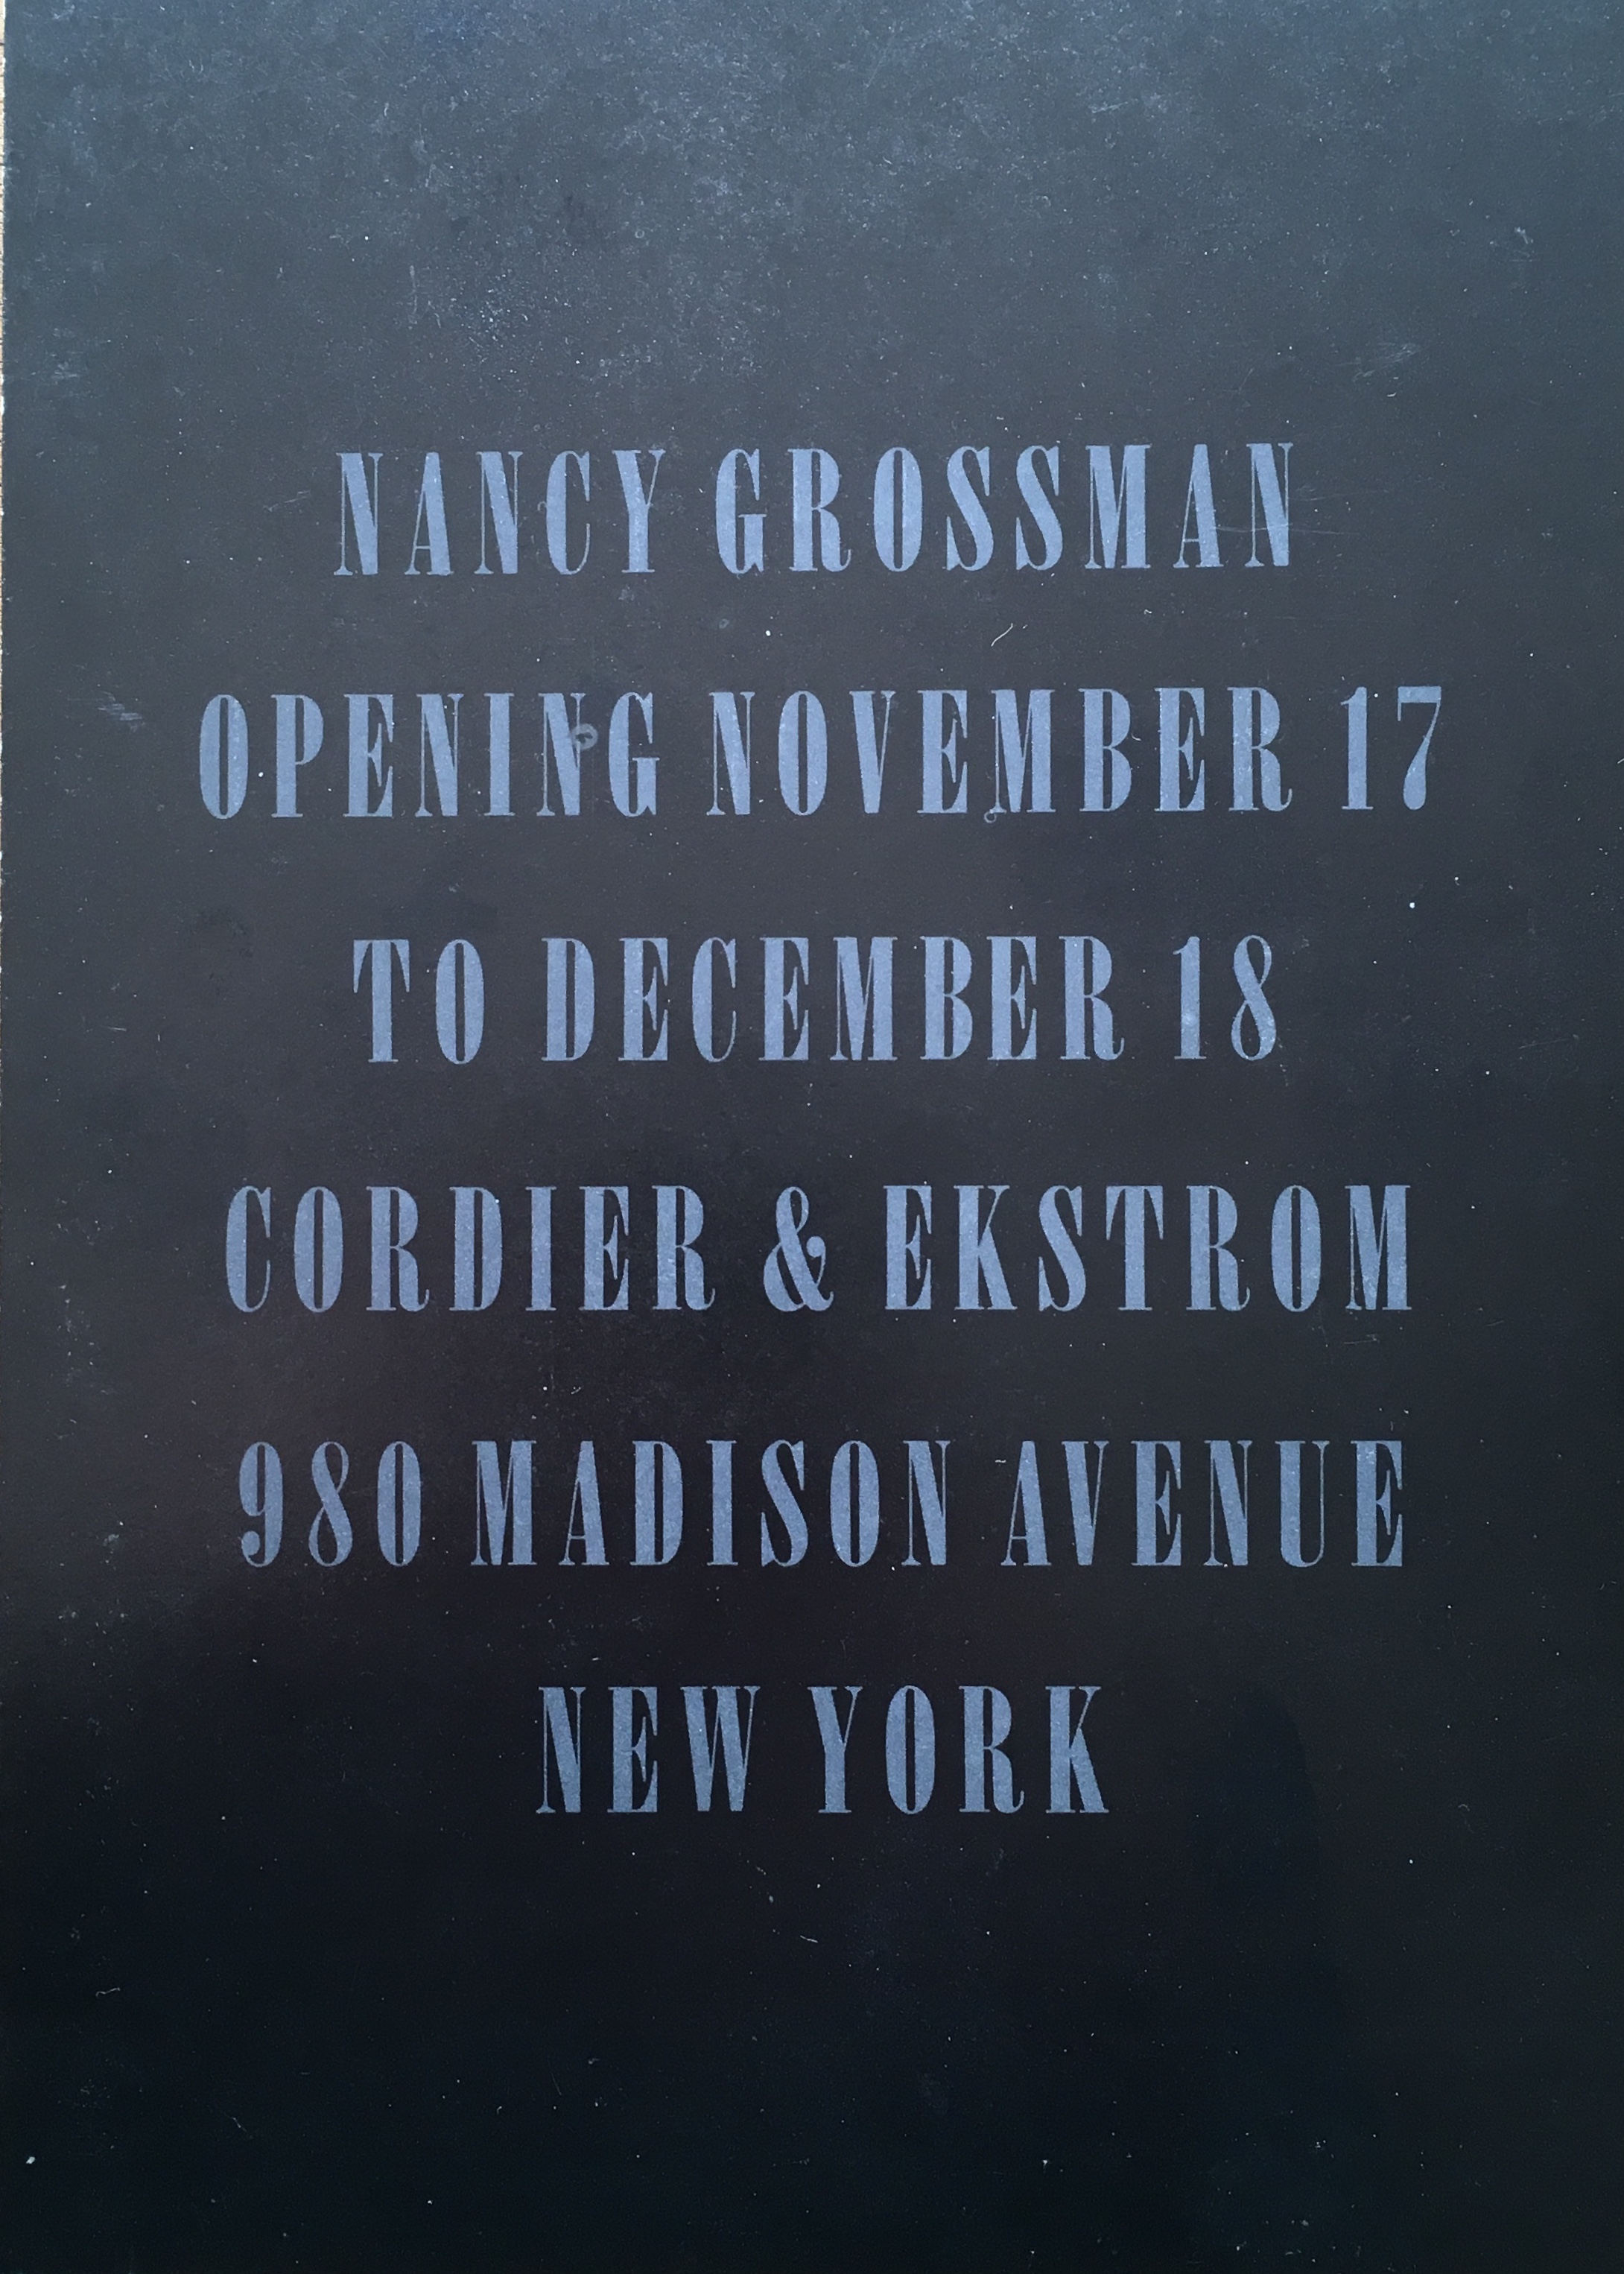 NANCY GROSSMAN
OPENING NOVEMBER 17
TO DECEMBER 18
CORDIER & EKSTROM
980 MADISON AVENUE
NEW YORK